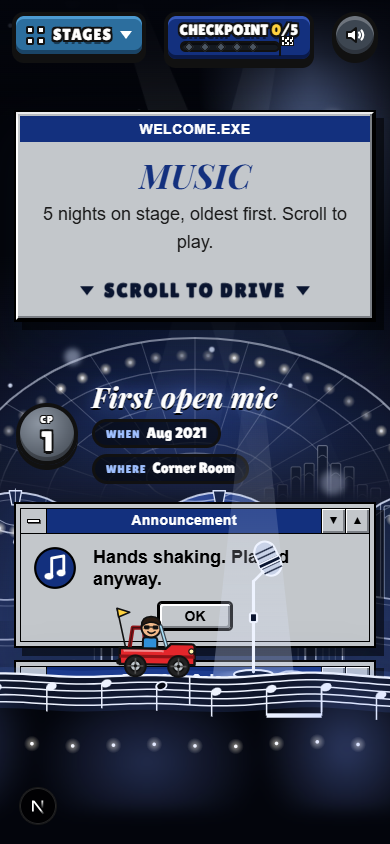 STAGES
CHECKPOINT 0/5
WELCOME.EXE
MUSIC
5 nights on stage, oldest first. Scroll to
play.
SCROLL TO DRIVE
First open mic
CP
1
WHEN Aug 2021
WHERE Corner Room
Announcement
Hands shaking. Played
anyway.
OK
N